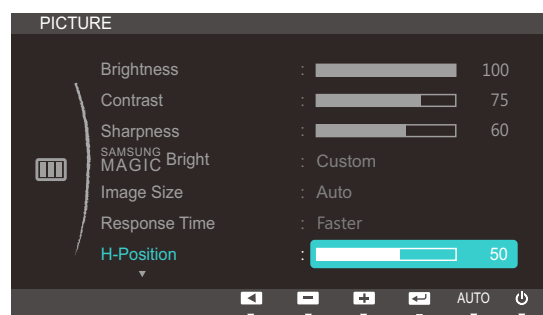 PICTURE
Brightness : 100
Contrast : 75
Sharpness : 60
SAMSUNG MAGIC Bright : Custom
Image Size : Auto
Response Time : Faster
H-Position : 50
AUTO